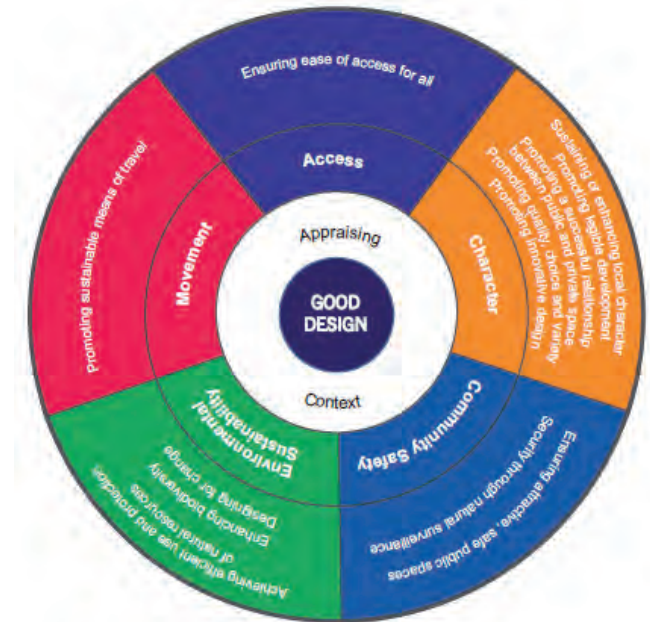 Ensuring ease of access for all
Access
Sustaining or enhancing local character
Promoting legible development
Promoting a successful relationship
between public and private space
Promoting quality, choice and variety
Promoting innovative design
Character
Community Safety
Ensuring attractive, safe public spaces
Security through natural surveillance
Environmental
Sustainability
Achieving efficient use and protection
of natural resources
Enhancing biodiversity
Designing for change
Movement
Promoting sustainable means of travel
Appraising
GOOD
DESIGN
Context